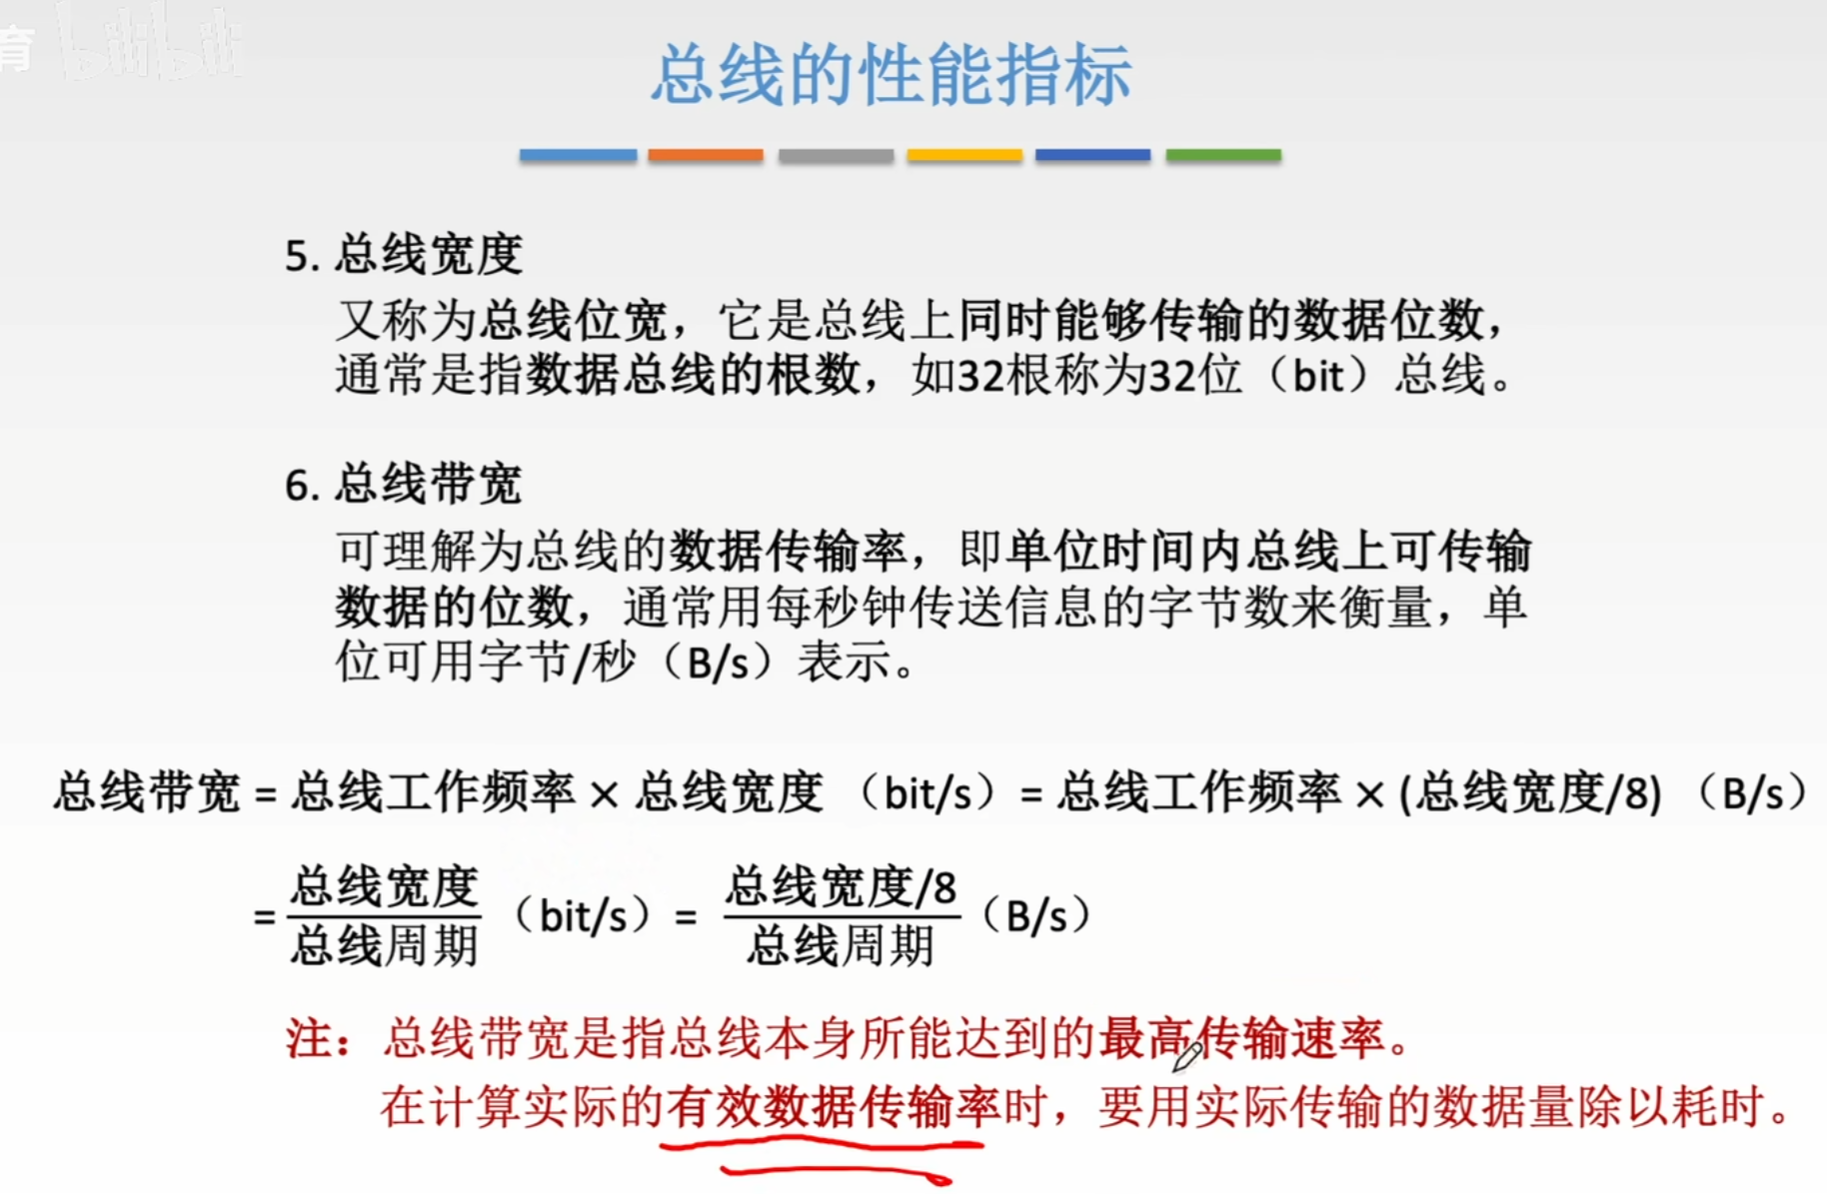 育 bilibili
总线的性能指标
5. 总线宽度
又称为总线位宽，它是总线上同时能够传输的数据位数，
通常是指数据总线的根数，如32根称为32位（bit）总线。
6. 总线带宽
可理解为总线的数据传输率，即单位时间内总线上可传输
数据的位数，通常用每秒钟传送信息的字节数来衡量，单
位可用字节/秒（B/s）表示。
总线带宽 = 总线工作频率 × 总线宽度 （bit/s）= 总线工作频率 × (总线宽度/8) （B/s）
= 总线宽度/总线周期 （bit/s）= 总线宽度/8/总线周期（B/s）
注：总线带宽是指总线本身所能达到的最高传输速率。
在计算实际的有效数据传输率时，要用实际传输的数据量除以耗时。